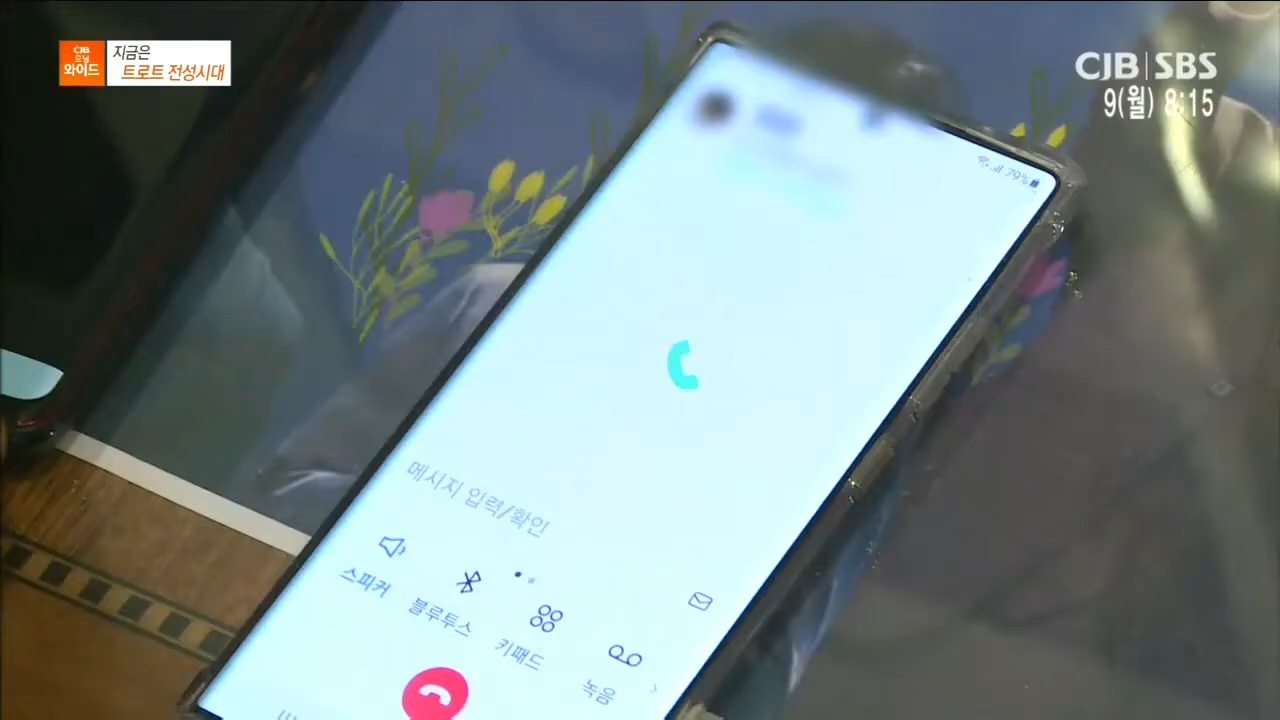 CJB
모닝
와이드
지금은
트로트 전성시대
CJB SBS
9(월) 8:15
79%
메시지 입력/확인
스피커
블루투스
키패드
녹음